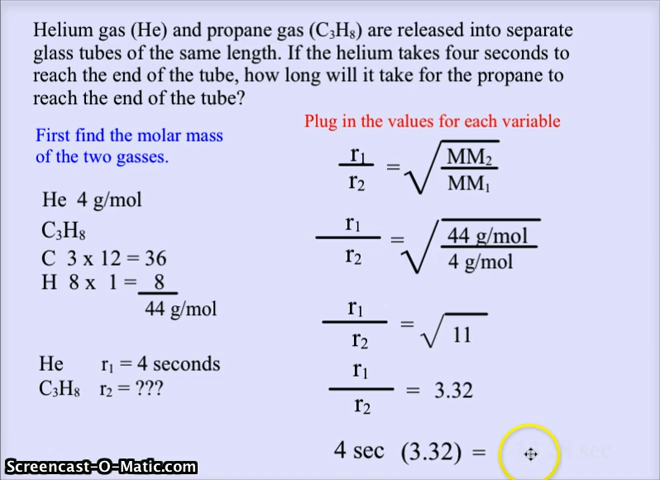 Helium gas (He) and propane gas (C₃H₈) are released into separate
glass tubes of the same length. If the helium takes four seconds to
reach the end of the tube, how long will it take for the propane to
reach the end of the tube?
First find the molar mass
of the two gasses.
He 4 g/mol
C₃H₈
C 3 x 12 = 36
H 8 x 1 = 8
44 g/mol
He r₁ = 4 seconds
C₃H₈ r₂ = ???
Plug in the values for each variable
r₁
r₂
= √
MM₂
MM₁
r₁
r₂
= √
44 g/mol
4 g/mol
r₁
r₂
= √ 11
r₁
r₂
= 3.32
4 sec (3.32) =
sec
Screencast-O-Matic.com